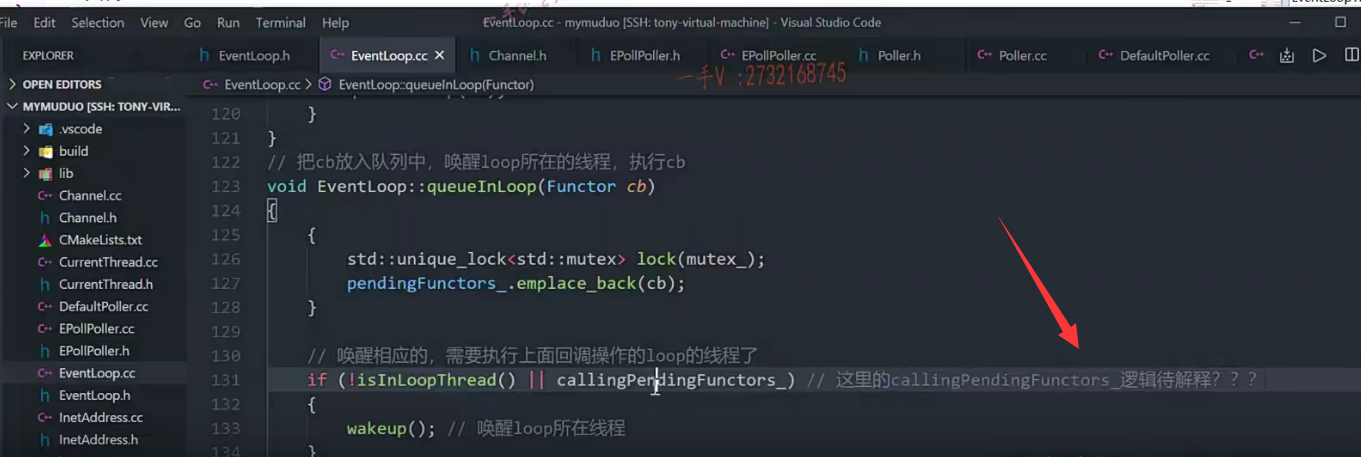 File Edit Selection View Go Run Terminal Help EventLoop.cc - mymuduo [SSH: tony-virtual-machine] - Visual Studio Code
EXPLORER EventLoop.h EventLoop.cc Channel.h EPollPoller.h EPollPoller.cc Poller.h Poller.cc DefaultPoller.cc
一手V :2732168745
OPEN EDITORS
EventLoop.cc > EventLoop::queueInLoop(Functor)
MYMUDUO [SSH: TONY-VIR...
.vscode
build
lib
Channel.cc
Channel.h
CMakeLists.txt
CurrentThread.cc
CurrentThread.h
DefaultPoller.cc
EPollPoller.cc
EPollPoller.h
EventLoop.cc
EventLoop.h
InetAddress.cc
InetAddress.h
120 }
121 }
122 // 把cb放入队列中，唤醒loop所在的线程，执行cb
123 void EventLoop::queueInLoop(Functor cb)
124 {
125 {
126 std::unique_lock<std::mutex> lock(mutex_);
127 pendingFunctors_.emplace_back(cb);
128 }
129
130 // 唤醒相应的，需要执行上面回调操作的loop的线程了
131 if (!isInLoopThread() || callingPendingFunctors_) // 这里的callingPendingFunctors_逻辑待解释？？？
132 {
133 wakeup(); // 唤醒loop所在线程
134 }